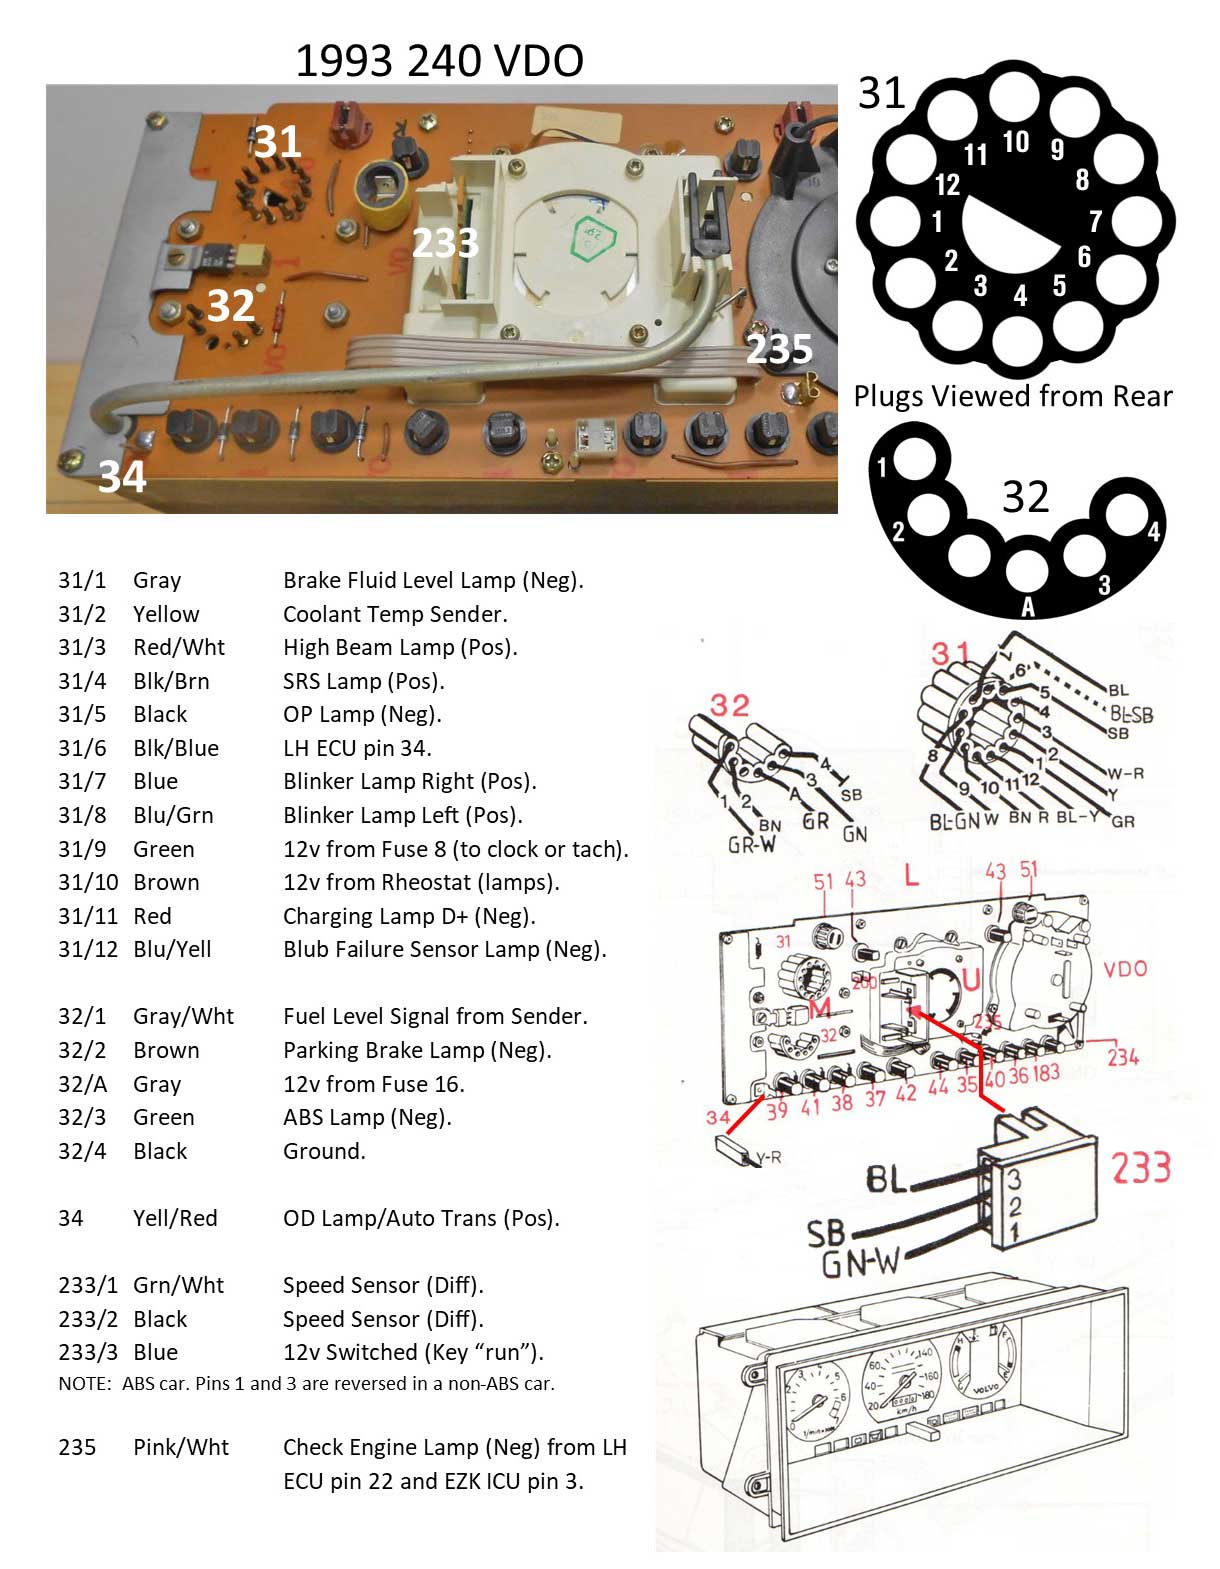 1993 240 VDO
31
233
32
235
34
31
10
11
9
12
8
1
7
2
6
3
5
4
Plugs Viewed from Rear
32
1
2
A
3
4
31/1 Gray Brake Fluid Level Lamp (Neg).
31/2 Yellow Coolant Temp Sender.
31/3 Red/Wht High Beam Lamp (Pos).
31/4 Blk/Brn SRS Lamp (Pos).
31/5 Black OP Lamp (Neg).
31/6 Blk/Blue LH ECU pin 34.
31/7 Blue Blinker Lamp Right (Pos).
31/8 Blu/Grn Blinker Lamp Left (Pos).
31/9 Green 12v from Fuse 8 (to clock or tach).
31/10 Brown 12v from Rheostat (lamps).
31/11 Red Charging Lamp D+ (Neg).
31/12 Blu/Yell Blub Failure Sensor Lamp (Neg).
32/1 Gray/Wht Fuel Level Signal from Sender.
32/2 Brown Parking Brake Lamp (Neg).
32/A Gray 12v from Fuse 16.
32/3 Green ABS Lamp (Neg).
32/4 Black Ground.
34 Yell/Red OD Lamp/Auto Trans (Pos).
233/1 Grn/Wht Speed Sensor (Diff).
233/2 Black Speed Sensor (Diff).
233/3 Blue 12v Switched (Key “run”).
NOTE: ABS car. Pins 1 and 3 are reversed in a non-ABS car.
235 Pink/Wht Check Engine Lamp (Neg) from LH
ECU pin 22 and EZK ICU pin 3.
32
4
3
A
2
1
SB
GN
GR
BN
GR-W
31
7
6
5
4
3
2
1
12
11
10
9
8
BL
BL-SB
SB
W-R
Y
GR
BL-GN W BN R BL-Y
51 43 L 43 51
31
VDO
200
U
M
32
235
234
39 41 38 37 42 44 35 40 36 183
34
Y-R
233
BL
SB
GN-W
3
2
1
3
5
6
0
1/min×1000
20
40
60
140
160
180
km/h
H
C
F
VOLVO